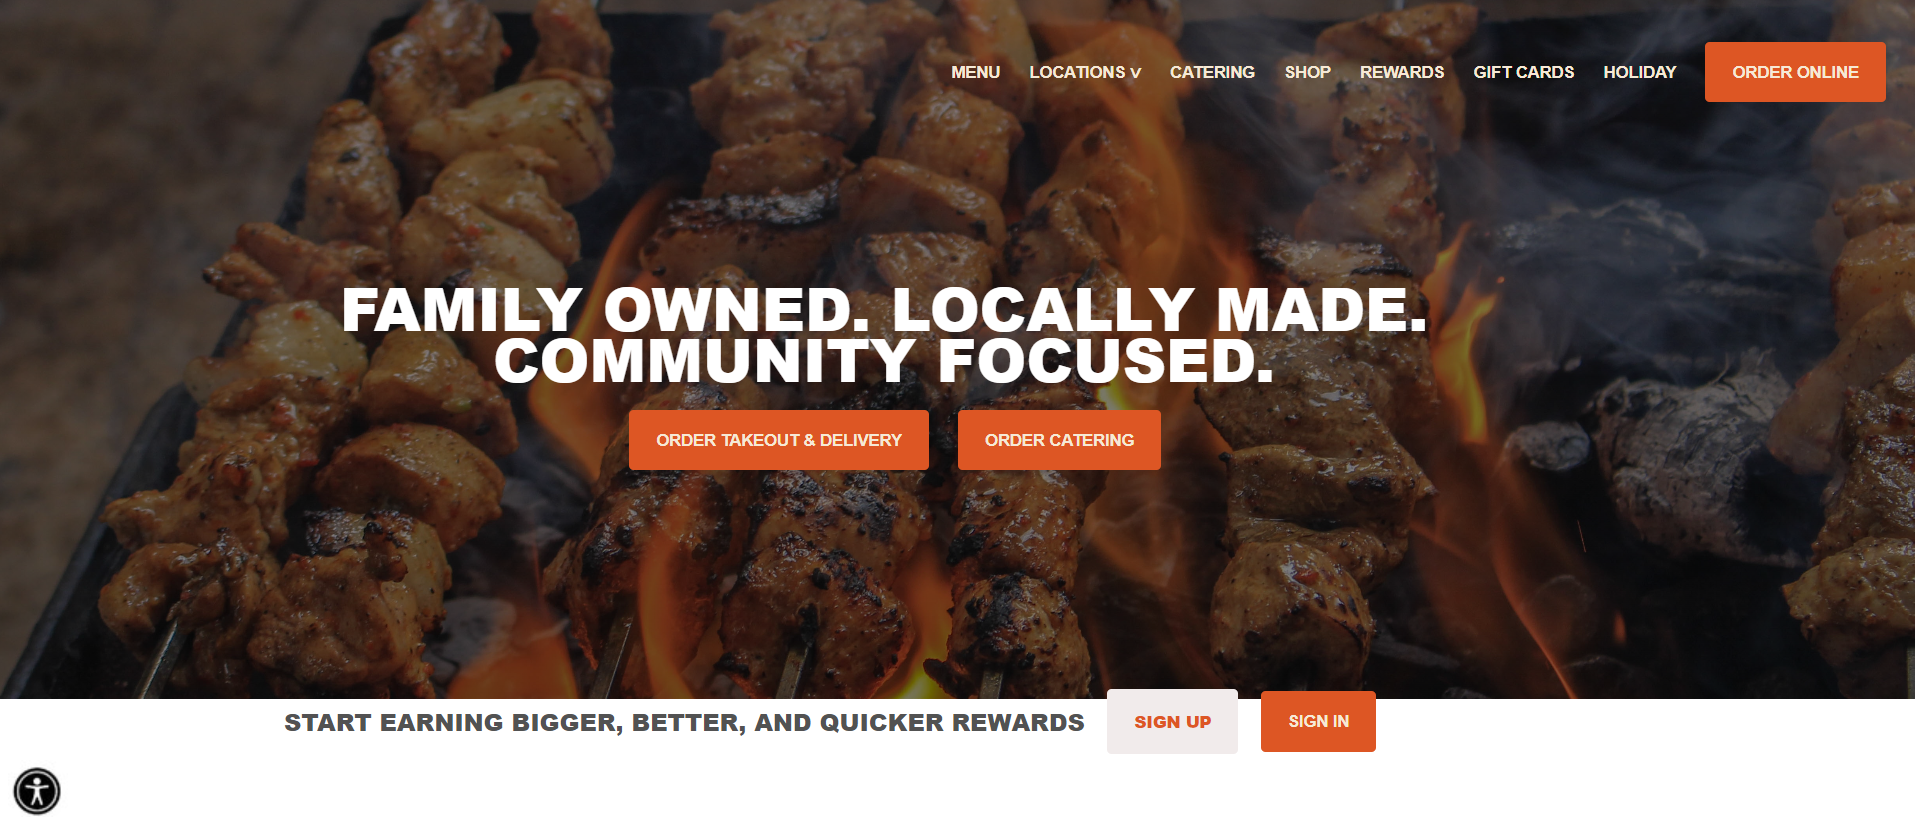 MENU
LOCATIONS v
CATERING
SHOP
REWARDS
GIFT CARDS
HOLIDAY
ORDER ONLINE
FAMILY OWNED. LOCALLY MADE.
COMMUNITY FOCUSED.
ORDER TAKEOUT & DELIVERY
ORDER CATERING
START EARNING BIGGER, BETTER, AND QUICKER REWARDS
SIGN UP
SIGN IN